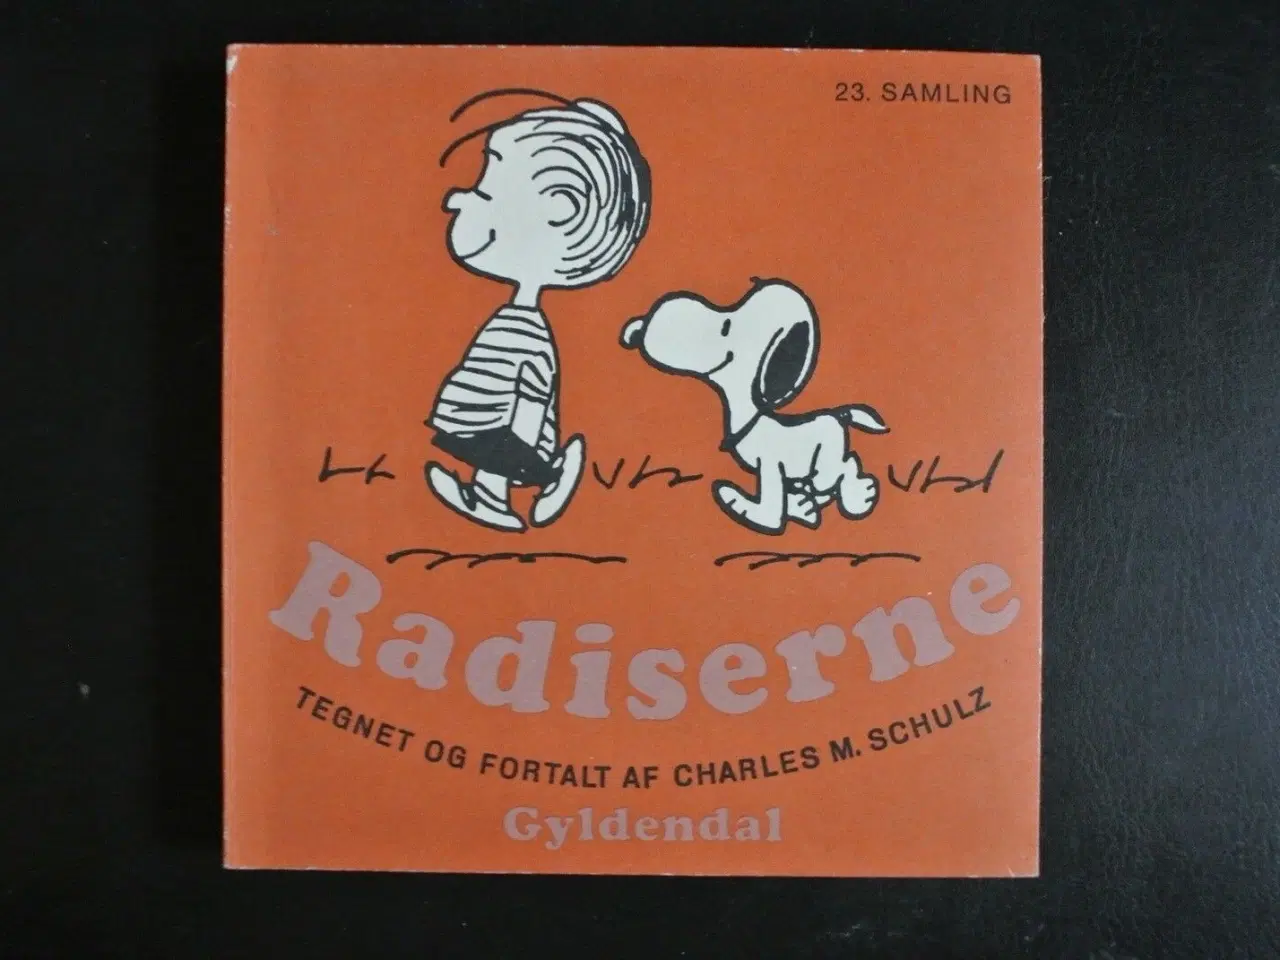 23. SAMLING
Radiserne
TEGNET OG FORTALT AF CHARLES M. SCHULZ
Gyldendal